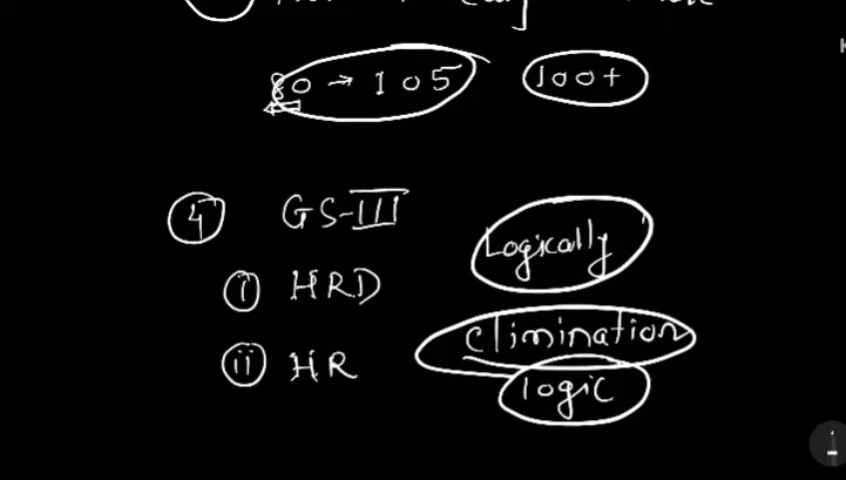 80 → 105 100+
4 GS-III
Logically
i HRD
elimination
ii HR
logic